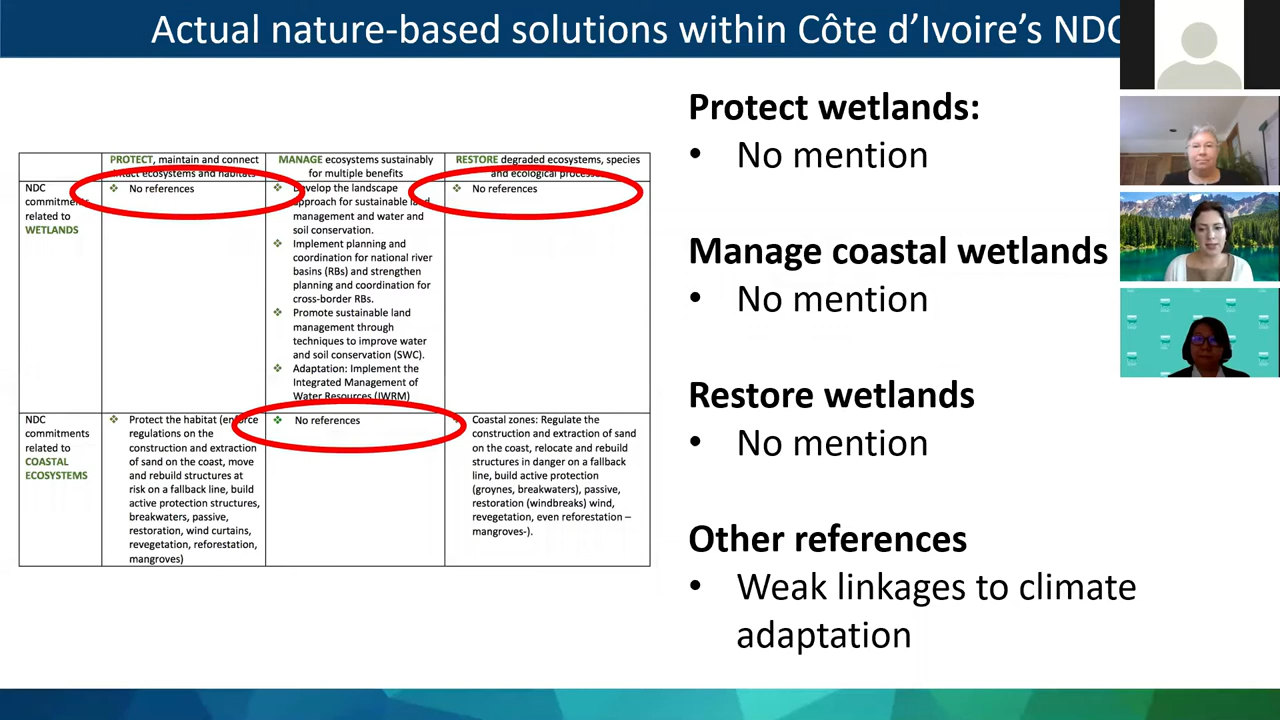 Actual nature-based solutions within Côte d'Ivoire's NDC
PROTECT, maintain and connect
intact ecosystems and habitats
MANAGE ecosystems sustainably
for multiple benefits
RESTORE degraded ecosystems, species
and ecological processes
NDC
commitments
related to
WETLANDS
❖ No references
❖ Develop the landscape
approach for sustainable land
management and water and
soil conservation.
❖ Implement planning and
coordination for national river
basins (RBs) and strengthen
planning and coordination for
cross-border RBs.
❖ Promote sustainable land
management through
techniques to improve water
and soil conservation (SWC).
❖ Adaptation: Implement the
Integrated Management of
Water Resources (IWRM)
❖ No references
NDC
commitments
related to
COASTAL
ECOSYSTEMS
❖ Protect the habitat (enforce
regulations on the
construction and extraction
of sand on the coast, move
and rebuild structures at
risk on a fallback line, build
active protection structures,
breakwaters, passive,
restoration, wind curtains,
revegetation, reforestation,
mangroves)
❖ No references
Coastal zones: Regulate the
construction and extraction of sand
on the coast, relocate and rebuild
structures in danger on a fallback
line, build active protection
(groynes, breakwaters), passive,
restoration (windbreaks) wind,
revegetation, even reforestation –
mangroves-).
Protect wetlands:
• No mention
Manage coastal wetlands
• No mention
Restore wetlands
• No mention
Other references
• Weak linkages to climate
adaptation